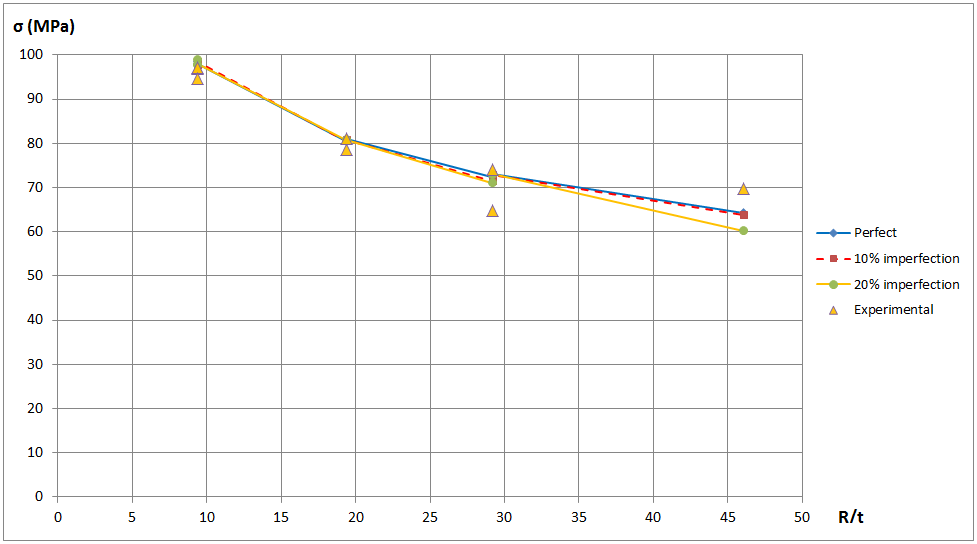 σ (MPa)
100
90
80
70
60
50
40
30
20
10
0
0 5 10 15 20 25 30 35 40 45 50
R/t
Perfect
10% imperfection
20% imperfection
Experimental